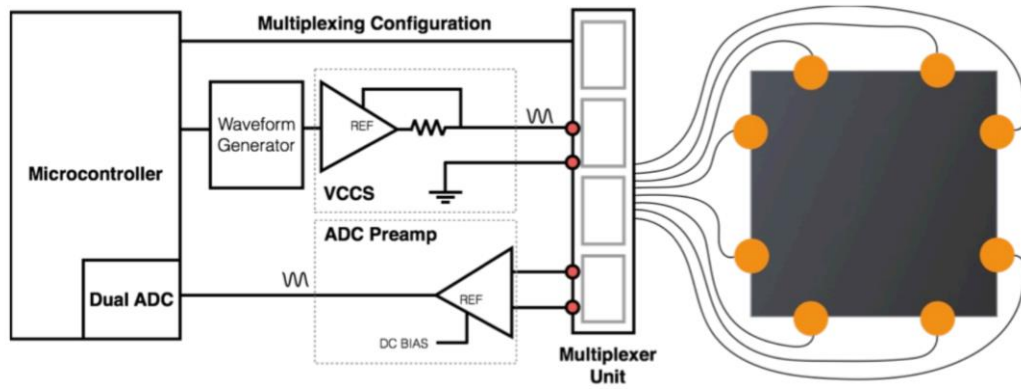 Multiplexing Configuration
Microcontroller
Waveform
Generator
REF
VCCS
ADC Preamp
Dual ADC
REF
DC BIAS
Multiplexer
Unit